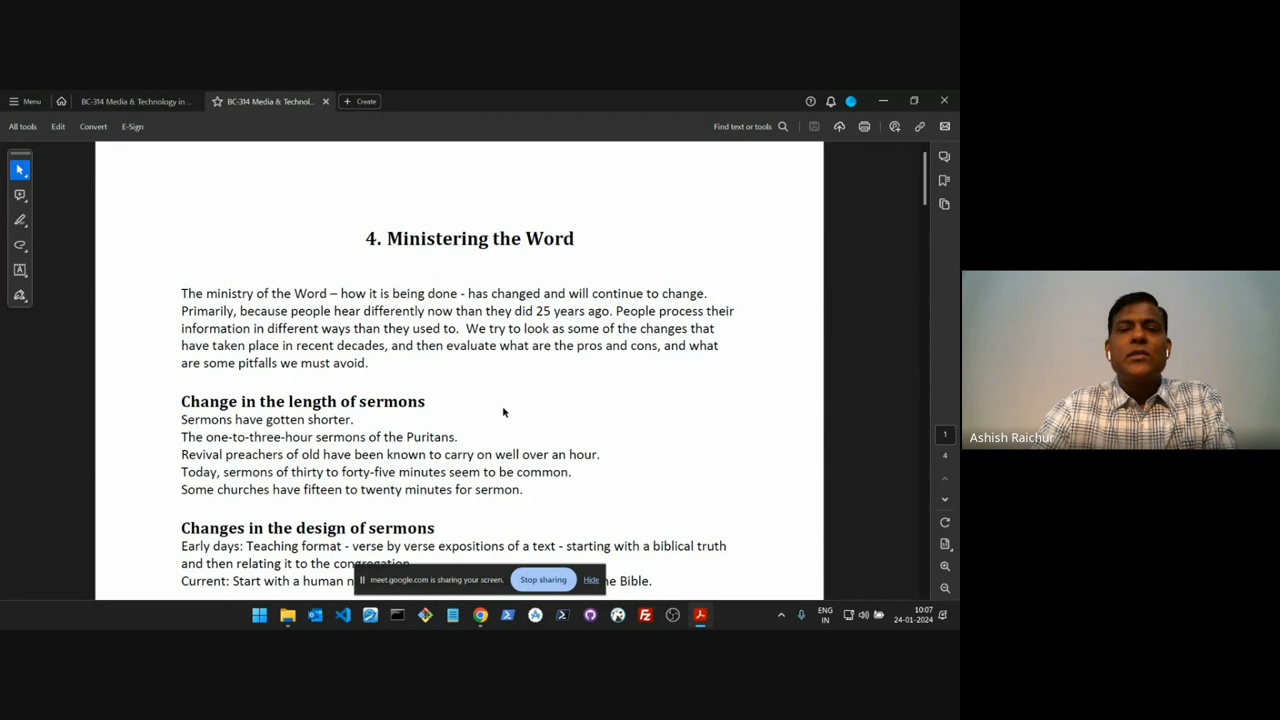 Menu
BC-314 Media & Technology in ...
BC-314 Media & Technol...
Create
All tools
Edit
Convert
E-Sign
Find text or tools
4. Ministering the Word
The ministry of the Word – how it is being done - has changed and will continue to change.
Primarily, because people hear differently now than they did 25 years ago. People process their
information in different ways than they used to.  We try to look as some of the changes that
have taken place in recent decades, and then evaluate what are the pros and cons, and what
are some pitfalls we must avoid.
Change in the length of sermons
Sermons have gotten shorter.
The one-to-three-hour sermons of the Puritans.
Revival preachers of old have been known to carry on well over an hour.
Today, sermons of thirty to forty-five minutes seem to be common.
Some churches have fifteen to twenty minutes for sermon.
Changes in the design of sermons
Early days: Teaching format - verse by verse expositions of a text - starting with a biblical truth
and then relating it to the congregation.
Current: Start with a human n
he Bible.
meet.google.com is sharing your screen.
Stop sharing
Hide
1
4
Ashish Raichur
ENG
IN
10:07
24-01-2024